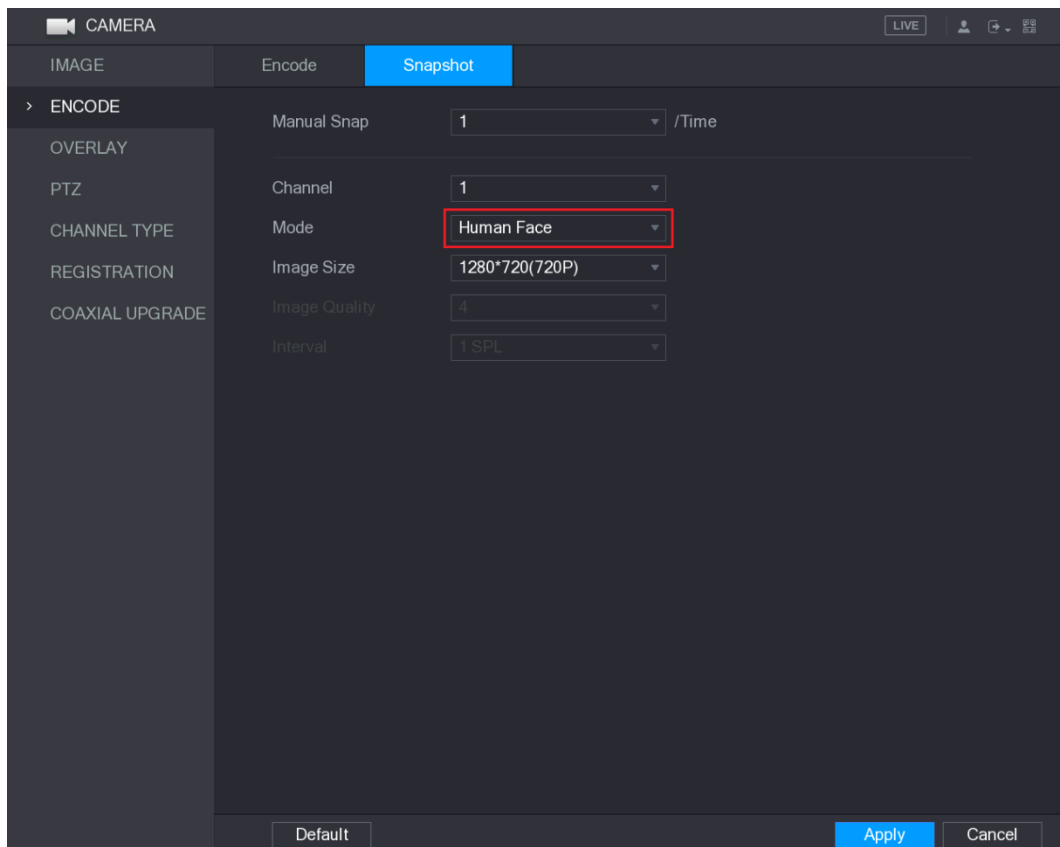 CAMERA
LIVE
IMAGE
Encode
Snapshot
> ENCODE
Manual Snap
1
/Time
OVERLAY
PTZ
Channel
1
CHANNEL TYPE
Mode
Human Face
REGISTRATION
Image Size
1280*720(720P)
COAXIAL UPGRADE
Image Quality
4
Interval
1 SPL
Default
Apply
Cancel